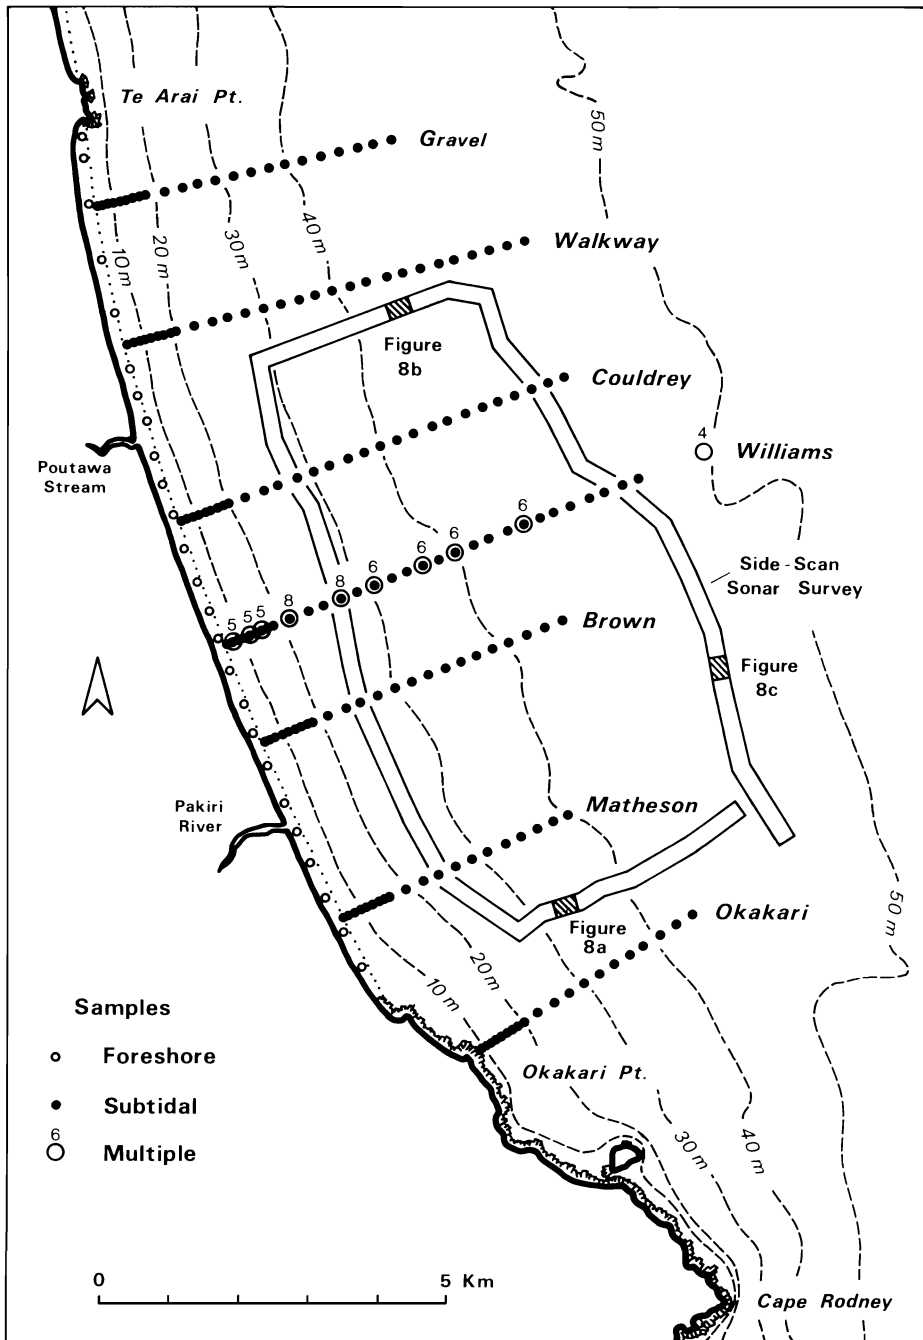 Te Arai Pt.
50 m
Gravel
40 m
Walkway
30 m
20 m
10 m
Figure
8b
Couldrey
4
Williams
Poutawa
Stream
6
6
6
6
Side-Scan
Sonar Survey
8
8
5
5
5
Brown
Figure
8c
Pakiri
River
Matheson
50 m
Okakari
Figure
8a
20 m
10 m
Samples
Foreshore
Subtidal
6
Multiple
Okakari Pt.
30 m
40 m
0
5 Km
Cape Rodney